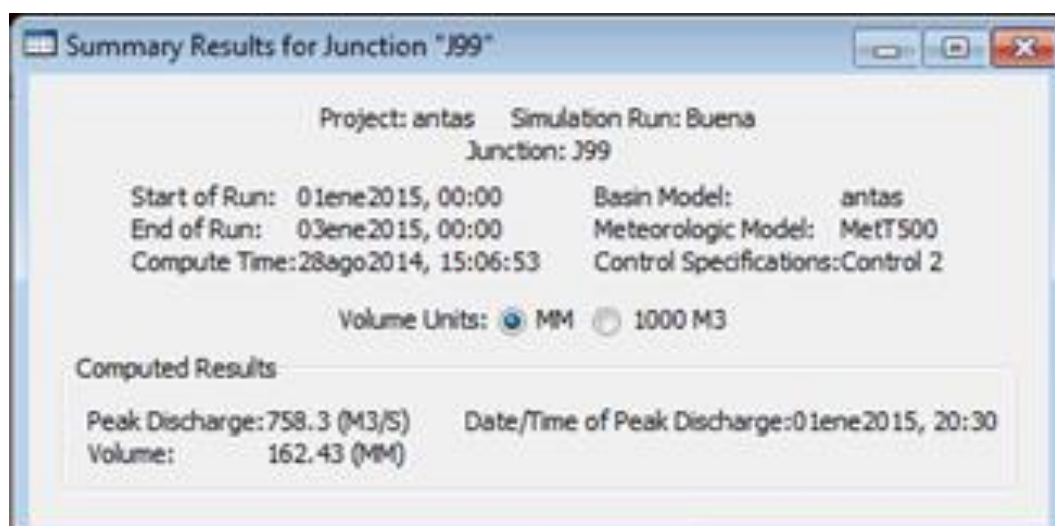 Summary Results for Junction "J99"
Project: antas Simulation Run: Buena
Junction: J99
Start of Run: 01ene2015, 00:00 Basin Model: antas
End of Run: 03ene2015, 00:00 Meteorologic Model: MetT500
Compute Time:28ago2014, 15:06:53 Control Specifications:Control 2
Volume Units: MM 1000 M3
Computed Results
Peak Discharge:758.3 (M3/S) Date/Time of Peak Discharge:01ene2015, 20:30
Volume: 162.43 (MM)